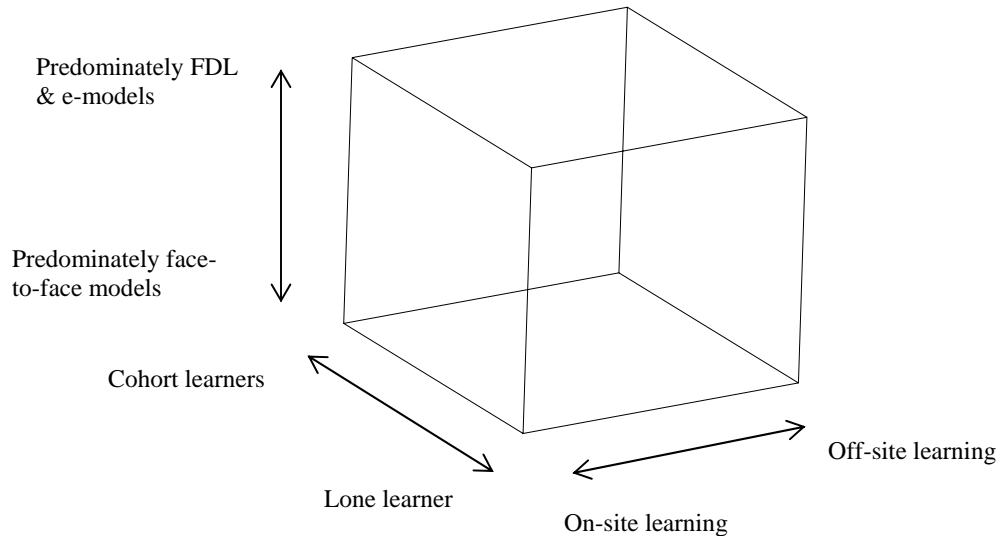 Predominately FDL
& e-models
Predominately face-
to-face models
Cohort learners
Lone learner
Off-site learning
On-site learning